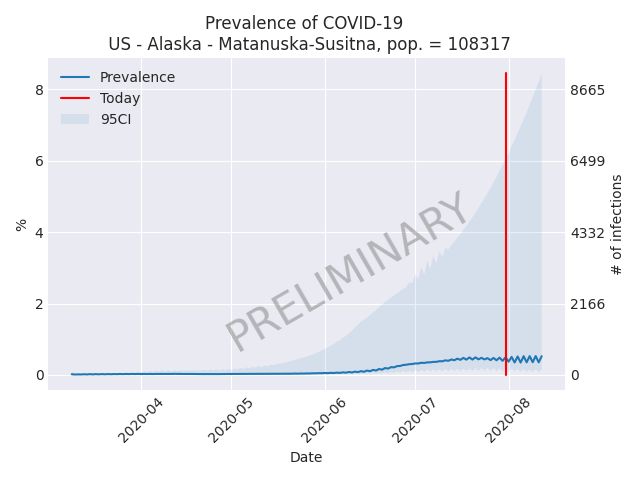 Prevalence of COVID-19
US - Alaska - Matanuska-Susitna, pop. = 108317
Prevalence
Today
95CI
8
6
4
2
0
%
8665
6499
4332
2166
0
# of infections
PRELIMINARY
2020-04
2020-05
2020-06
2020-07
2020-08
Date